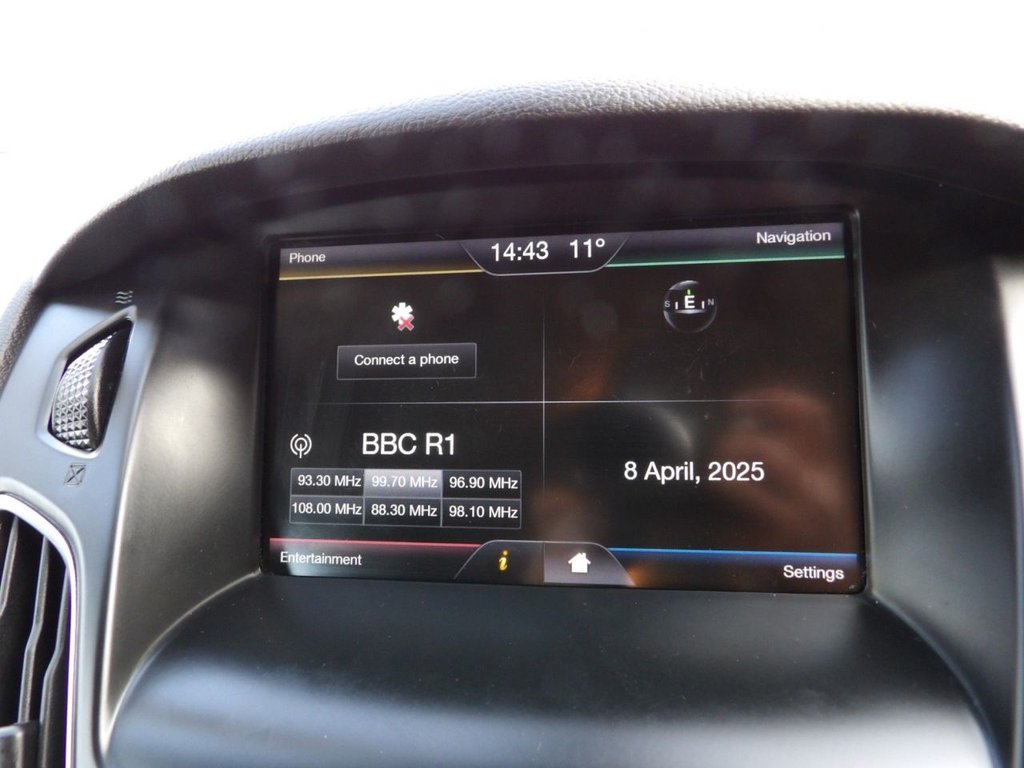 Phone
14:43 11°
Navigation
S E N
Connect a phone
BBC R1
93.30 MHz 99.70 MHz 96.90 MHz
108.00 MHz 88.30 MHz 98.10 MHz
8 April, 2025
Entertainment
i
Settings